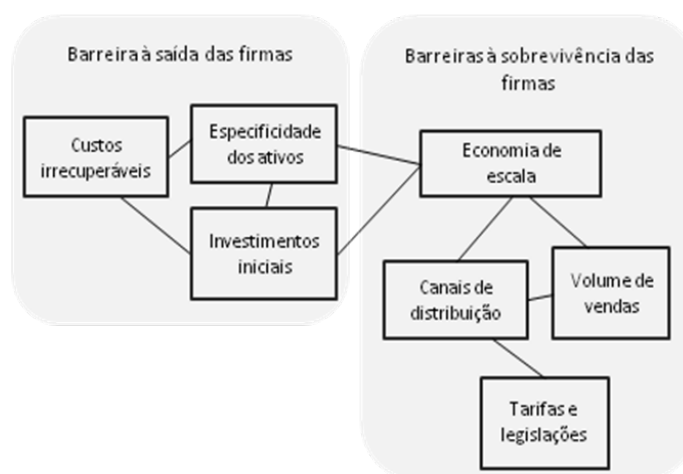 Barreira à saída das firmas
Custos
irrecuperáveis
Especificidade
dos ativos
Investimentos
iniciais
Barreiras à sobrevivência das
firmas
Economia de
escala
Canais de
distribuição
Volume de
vendas
Tarifas e
legislações